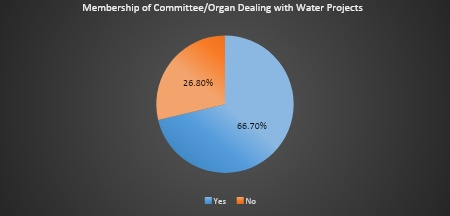 Membership of Committee/Organ Dealing with Water Projects
26.80%
66.70%
Yes No